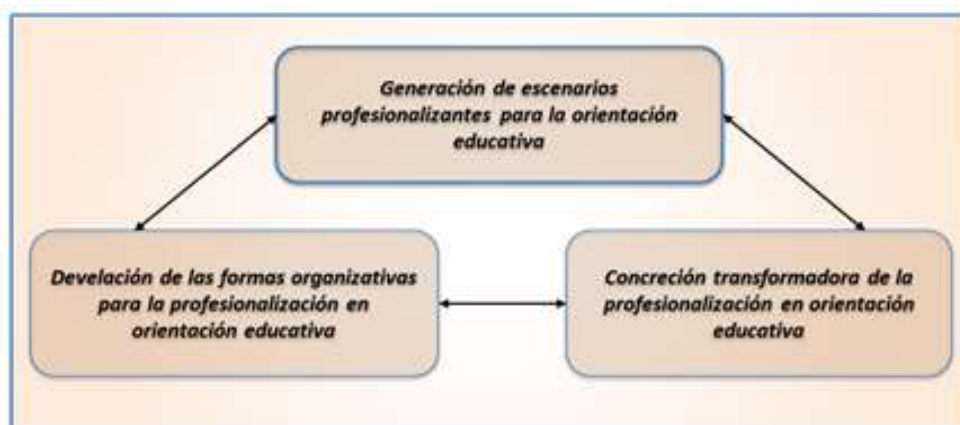 Generación de escenarios
profesionalizantes para la orientación
educativa
Develación de las formas organizativas
para la profesionalización en
orientación educativa
Concreción transformadora de la
profesionalización en orientación
educativa